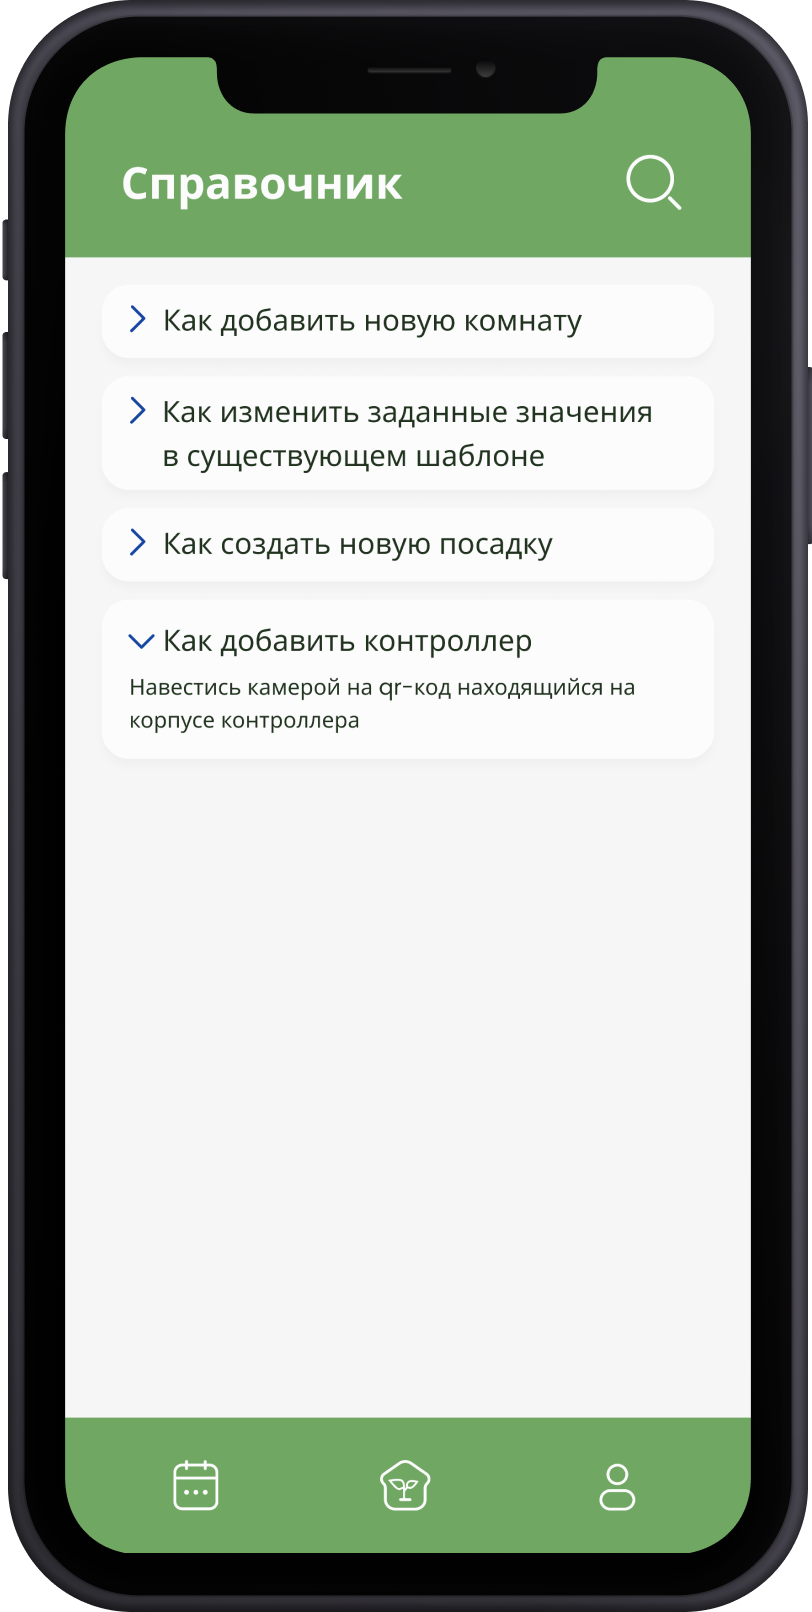 Справочник
Как добавить новую комнату
Как изменить заданные значения
в существующем шаблоне
Как создать новую посадку
Как добавить контроллер
Навестись камерой на qr-код находящийся на
корпусе контроллера